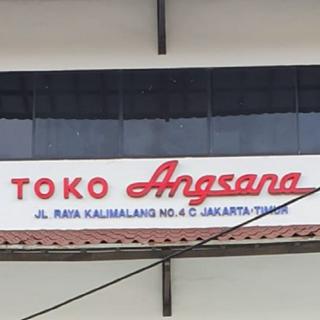 TOKO Angsana
JL. RAYA KALIMALANG NO.4 C JAKARTA TIMUR